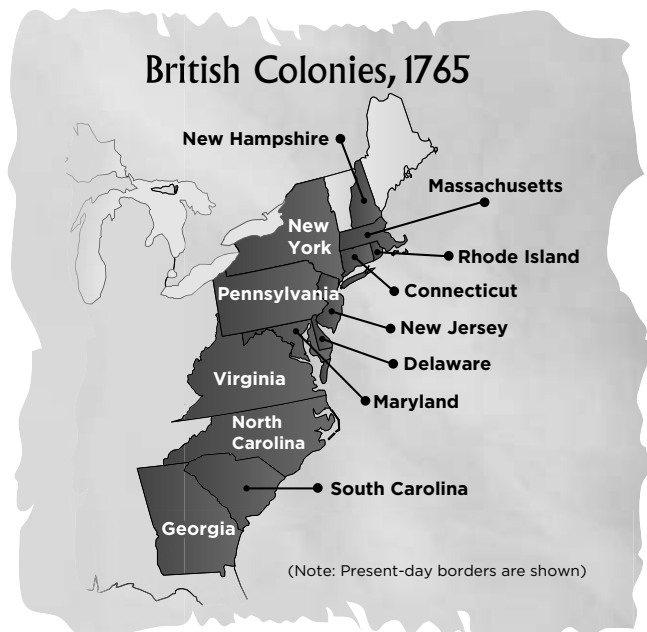 British Colonies, 1765
New Hampshire
Massachusetts
New
York
Rhode Island
Connecticut
Pennsylvania
New Jersey
Delaware
Virginia
Maryland
North
Carolina
South Carolina
Georgia
(Note: Present-day borders are shown)